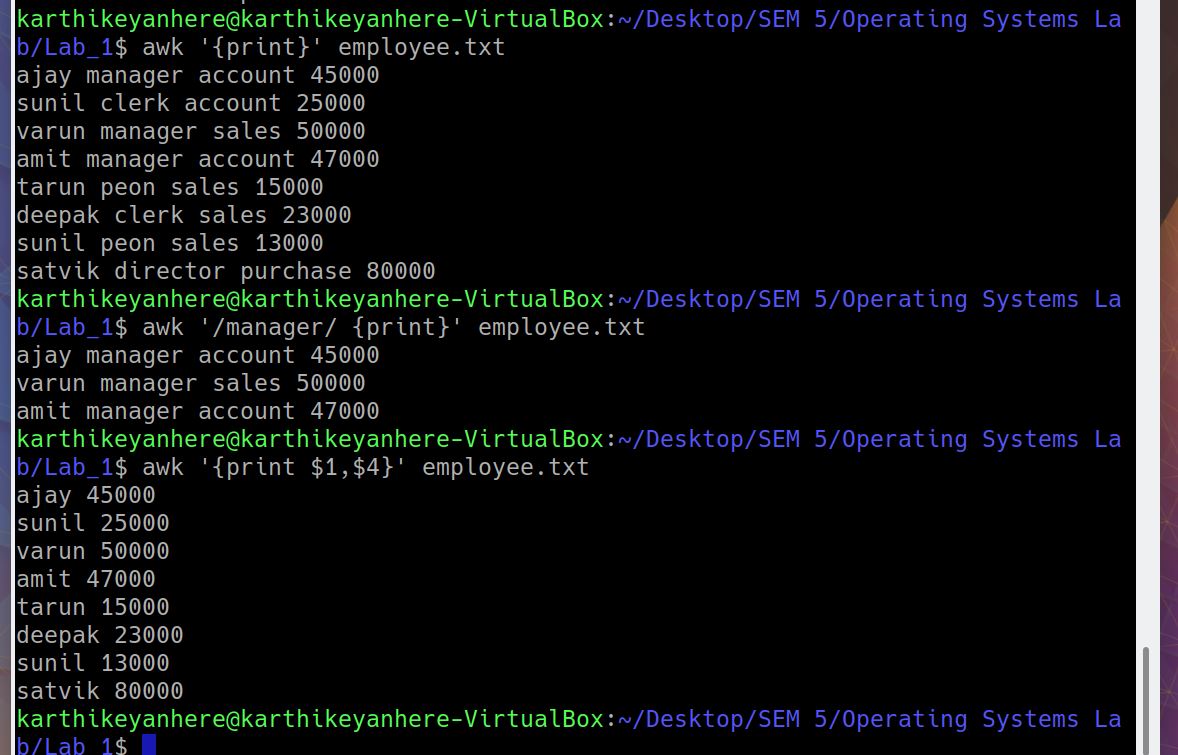 karthikeyanhere@karthikeyanhere-VirtualBox:~/Desktop/SEM 5/Operating Systems La
b/Lab_1$ awk '{print}' employee.txt
ajay manager account 45000
sunil clerk account 25000
varun manager sales 50000
amit manager account 47000
tarun peon sales 15000
deepak clerk sales 23000
sunil peon sales 13000
satvik director purchase 80000
karthikeyanhere@karthikeyanhere-VirtualBox:~/Desktop/SEM 5/Operating Systems La
b/Lab_1$ awk '/manager/ {print}' employee.txt
ajay manager account 45000
varun manager sales 50000
amit manager account 47000
karthikeyanhere@karthikeyanhere-VirtualBox:~/Desktop/SEM 5/Operating Systems La
b/Lab_1$ awk '{print $1,$4}' employee.txt
ajay 45000
sunil 25000
varun 50000
amit 47000
tarun 15000
deepak 23000
sunil 13000
satvik 80000
karthikeyanhere@karthikeyanhere-VirtualBox:~/Desktop/SEM 5/Operating Systems La
b/Lab_1$